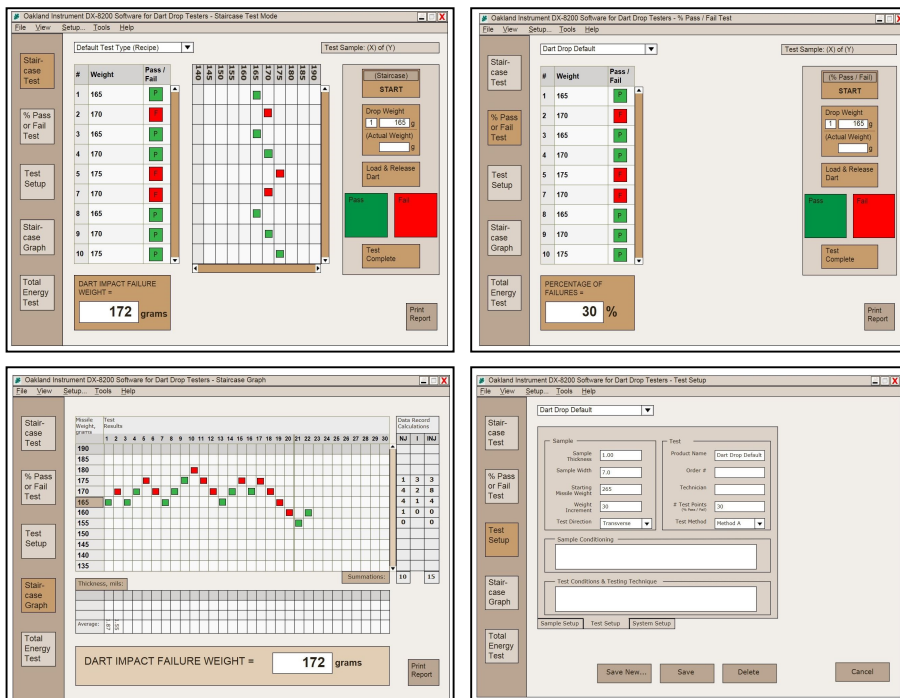 Oakland Instrument DX-8200 Software for Dart Drop Testers - Staircase Test Mode
File View Setup... Tools Help
Default Test Type (Recipe)
Test Sample: (X) of (Y)
Stair-
case
Test
% Pass
or Fail
Test
Test
Setup
Stair-
case
Graph
Total
Energy
Test
# Weight Pass /
Fail
1 165 P
2 170
3 165 P
4 170 P
5 175
7 170
8 165 P
9 170 P
10 175 P
140 145 150 155 160 165 170 175 180 185 190
(Staircase)
START
Drop Weight
1 165 g
(Actual Weight)
g
Load & Release
Dart
Pass Fail
Test
Complete
DART IMPACT FAILURE
WEIGHT =
172 grams
Print
Report
Oakland Instrument DX-8200 Software for Dart Drop Testers - % Pass / Fail Test
File View Setup... Tools Help
Dart Drop Default
Test Sample: (X) of (Y)
Stair-
case
Test
% Pass
or Fail
Test
Test
Setup
Stair-
case
Graph
Total
Energy
Test
# Weight Pass /
Fail
1 165 P
2 170
3 165 P
4 170 P
5 175
7 170
8 165 P
9 170 P
10 175 P
(% Pass / Fail)
START
Drop Weight
1 165 g
(Actual Weight)
g
Load & Release
Dart
Pass Fail
Test
Complete
PERCENTAGE OF
FAILURES =
30 %
Print
Report
Oakland Instrument DX-8200 Software for Dart Drop Testers - Staircase Graph
File View Setup... Tools Help
Stair-
case
Test
% Pass
or Fail
Test
Test
Setup
Stair-
case
Graph
Total
Energy
Test
Missile
Weight,
grams
Test
Results
Data Record
Calculations
1 2 3 4 5 6 7 8 9 10 11 12 13 14 15 16 17 18 19 20 21 22 23 24 25 26 27 28 29 30
NJ I INJ
190
185
180
175 1 3 3
170 4 2 8
165 4 1 4
160 1 0 0
155 0 0
150
145
140
135
Summations: 10 15
Thickness, mils:
Average: 1.87 1.55
DART IMPACT FAILURE WEIGHT = 172 grams
Print
Report
Oakland Instrument DX-8200 Software for Dart Drop Testers - Test Setup
File View Setup... Tools Help
Dart Drop Default
Stair-
case
Test
% Pass
or Fail
Test
Test
Setup
Stair-
case
Graph
Total
Energy
Test
Sample
Sample
Thickness 1.00
Sample Width 7.0
Starting
Missile Weight 265
Weight
Increment 30
Test Direction Transverse
Test
Product Name Dart Drop Default
Order #
Technician
# Test Points
(% Pass / Fail) 30
Test Method Method A
Sample Conditioning
Test Conditions & Testing Technique
Sample Setup Test Setup System Setup
Save New... Save Delete Cancel